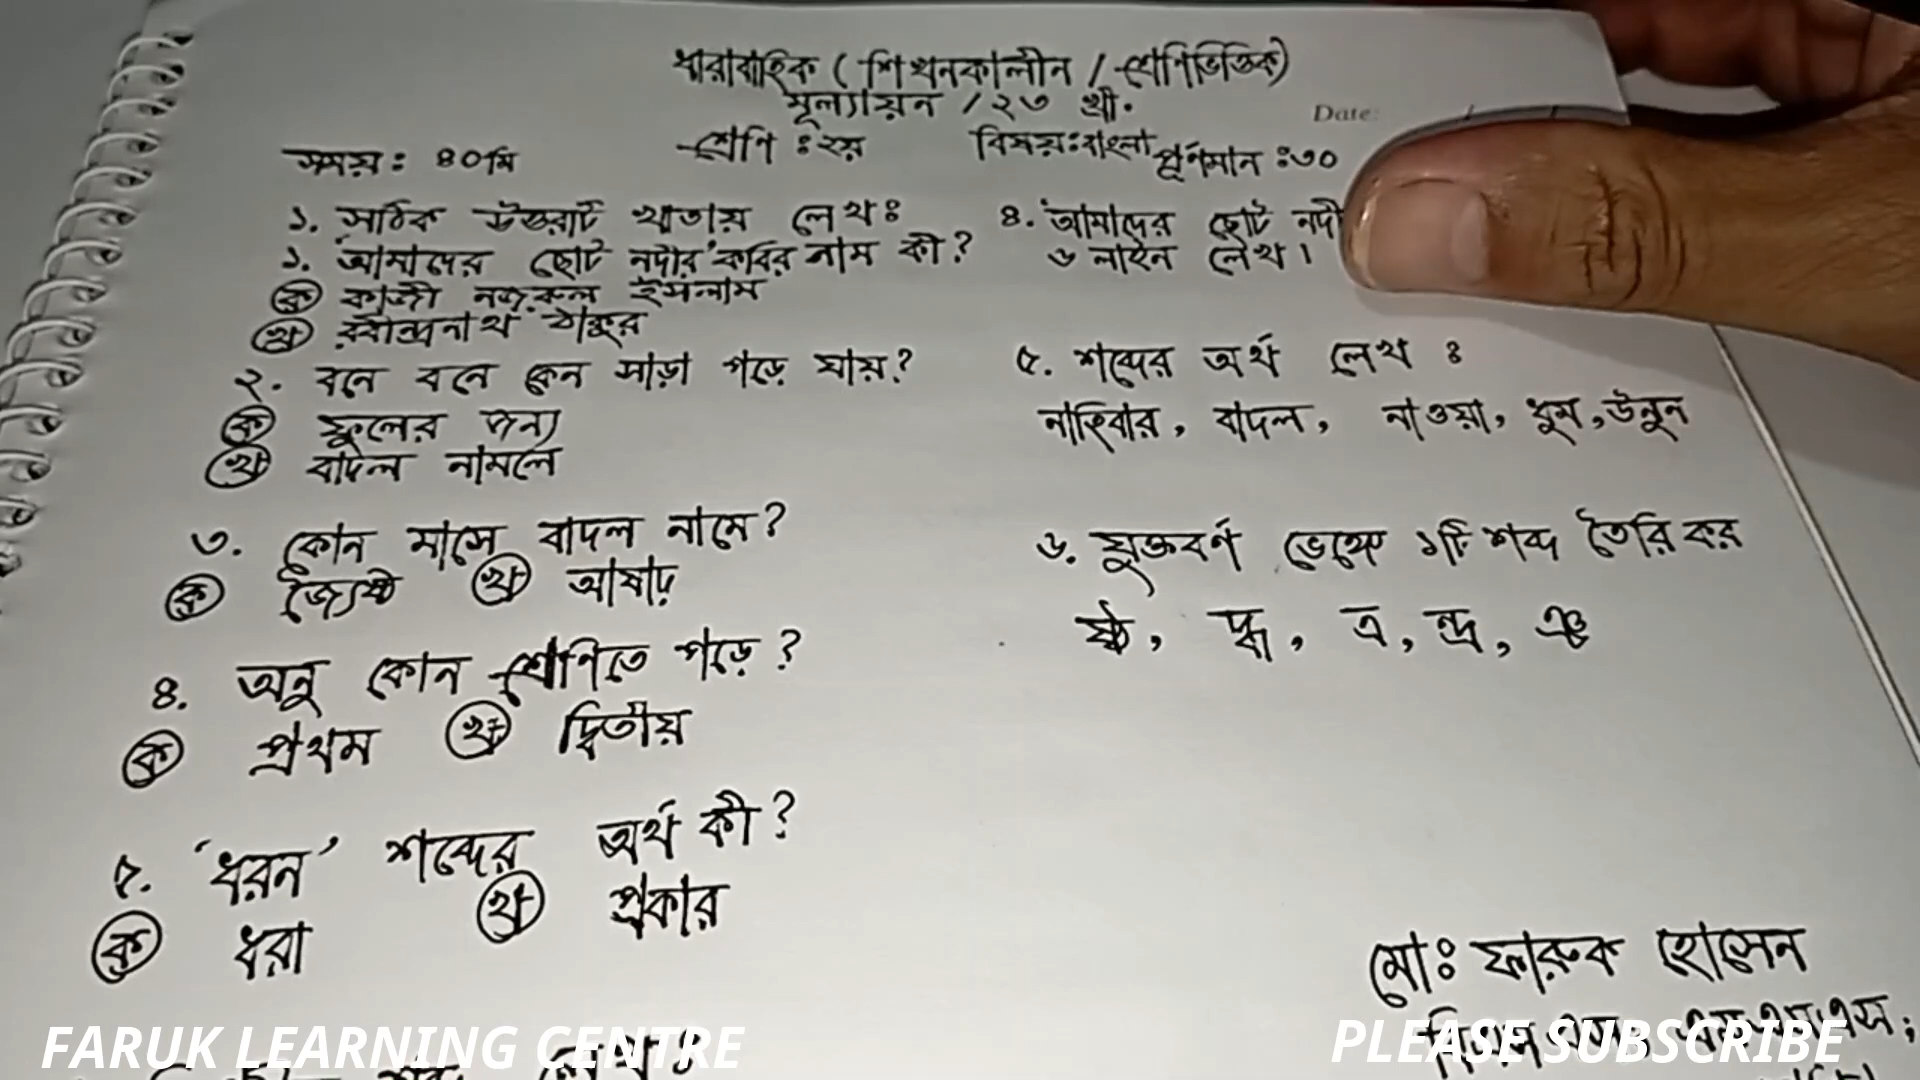 ধারাবাহিক ( শিখনকালীন / শ্রেণিভিত্তিক)
মূল্যায়ন / ২৩ খ্রী.
Date:
সময়ঃ ৪০মি শ্রেণি ঃ ২য় বিষয়ঃবাংলা পূর্ণমান ঃ৩০
১. সঠিক উত্তরটি খাতায় লেখঃ
১. 'আমাদের ছোট নদীর' কবির নাম কী?
ক কাজী নজরুল ইসলাম
খ রবীন্দ্রনাথ ঠাকুর
২. বনে বনে কেন সাড়া পড়ে যায়?
ক ফুলের জন্য
খ বাদল নামলে
৩. কোন মাসে বাদল নামে?
ক জ্যৈষ্ঠ খ আষাঢ়
৪. অনু কোন শ্রেণিতে পড়ে?
ক প্রথম খ দ্বিতীয়
৫. 'ধরন' শব্দের অর্থ কী?
ক ধরা খ প্রকার
৪. 'আমাদের ছোট নদী
৬ লাইন লেখ।
৫. শব্দের অর্থ লেখ ঃ
নাহিবার, বাদল, নাওয়া, ধুম, উনুন
৬. যুক্তবর্ণ ভেঙ্গে ১টি শব্দ তৈরি কর
ষ্ঠ, দ্ধ, ত্র, ন্দ্র, ঞ্চ
মোঃ ফারুক হোসেন
FARUK LEARNING CENTRE
PLEASE SUBSCRIBE